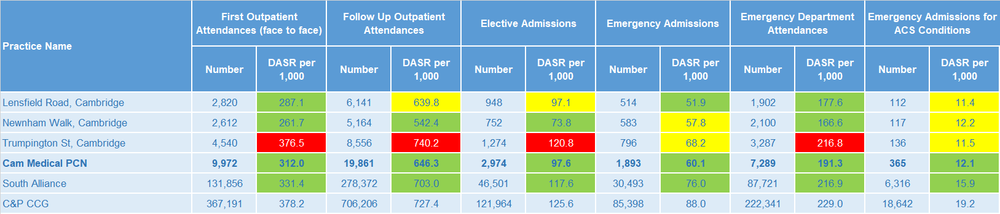 Practice Name First Outpatient Attendances (face to face) Follow Up Outpatient Attendances Elective Admissions Emergency Admissions Emergency Department Attendances Emergency Admissions for ACS Conditions
Number DASR per 1,000 Number DASR per 1,000 Number DASR per 1,000 Number DASR per 1,000 Number DASR per 1,000 Number DASR per 1,000
Lensfield Road, Cambridge 2,820 287.1 6,141 639.8 948 97.1 514 51.9 1,902 177.6 112 11.4
Newnham Walk, Cambridge 2,612 261.7 5,164 542.4 752 73.8 583 57.8 2,100 166.6 117 12.2
Trumpington St, Cambridge 4,540 376.5 8,556 740.2 1,274 120.8 796 68.2 3,287 216.8 136 11.5
Cam Medical PCN 9,972 312.0 19,861 646.3 2,974 97.6 1,893 60.1 7,289 191.3 365 12.1
South Alliance 131,856 331.4 278,372 703.0 46,501 117.6 30,493 76.0 87,721 216.9 6,316 15.9
C&P CCG 367,191 378.2 706,206 727.4 121,964 125.6 85,398 88.0 222,341 229.0 18,642 19.2